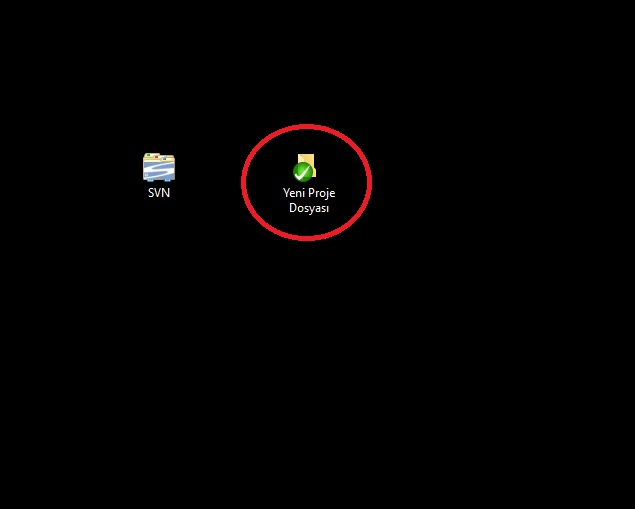 SVN
Yeni Proje
Dosyası